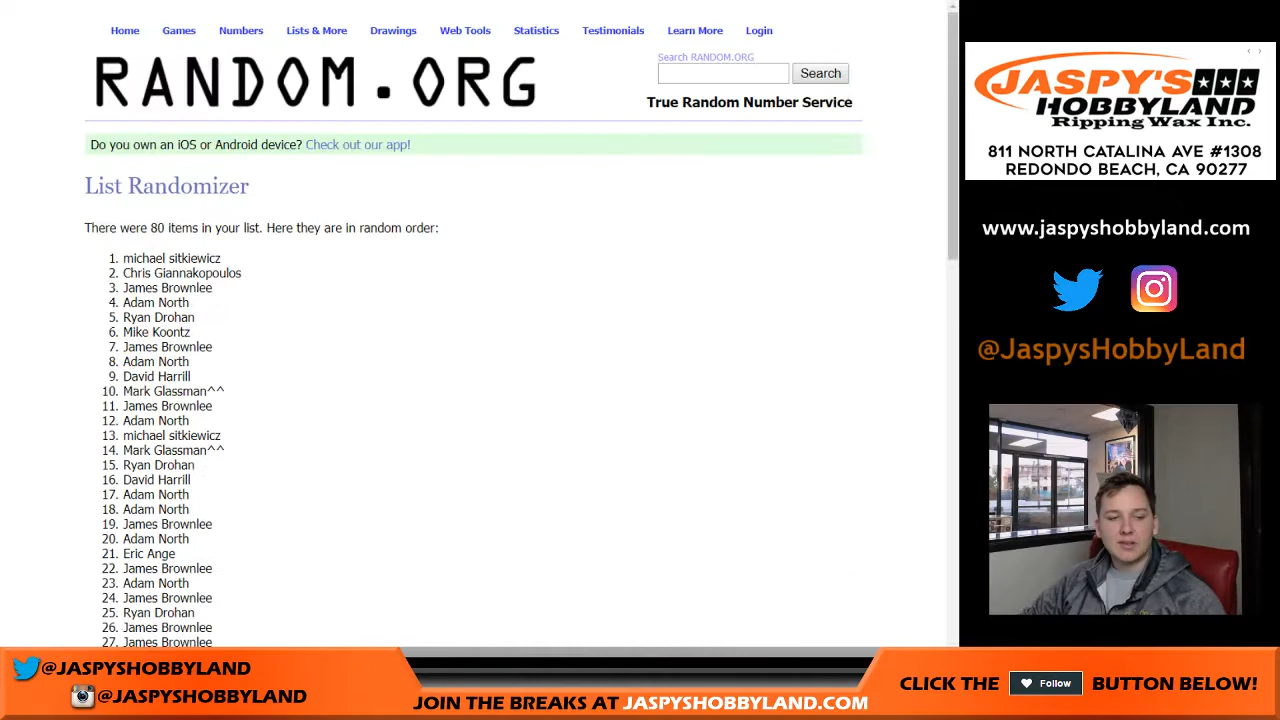 Home Games Numbers Lists & More Drawings Web Tools Statistics Testimonials Learn More Login
RANDOM.ORG
Search RANDOM.ORG
Search
True Random Number Service
Do you own an iOS or Android device? Check out our app!
List Randomizer
There were 80 items in your list. Here they are in random order:
1. michael sitkiewicz
2. Chris Giannakopoulos
3. James Brownlee
4. Adam North
5. Ryan Drohan
6. Mike Koontz
7. James Brownlee
8. Adam North
9. David Harrill
10. Mark Glassman^^
11. James Brownlee
12. Adam North
13. michael sitkiewicz
14. Mark Glassman^^
15. Ryan Drohan
16. David Harrill
17. Adam North
18. Adam North
19. James Brownlee
20. Adam North
21. Eric Ange
22. James Brownlee
23. Adam North
24. James Brownlee
25. Ryan Drohan
26. James Brownlee
27. James Brownlee
JASPY'S
HOBBYLAND
Ripping Wax Inc.
811 NORTH CATALINA AVE #1308
REDONDO BEACH, CA 90277
www.jaspyshobbyland.com
@JaspysHobbyLand
@JASPYSHOBBYLAND
@JASPYSHOBBYLAND
JOIN THE BREAKS AT JASPYSHOBBYLAND.COM
CLICK THE Follow BUTTON BELOW!